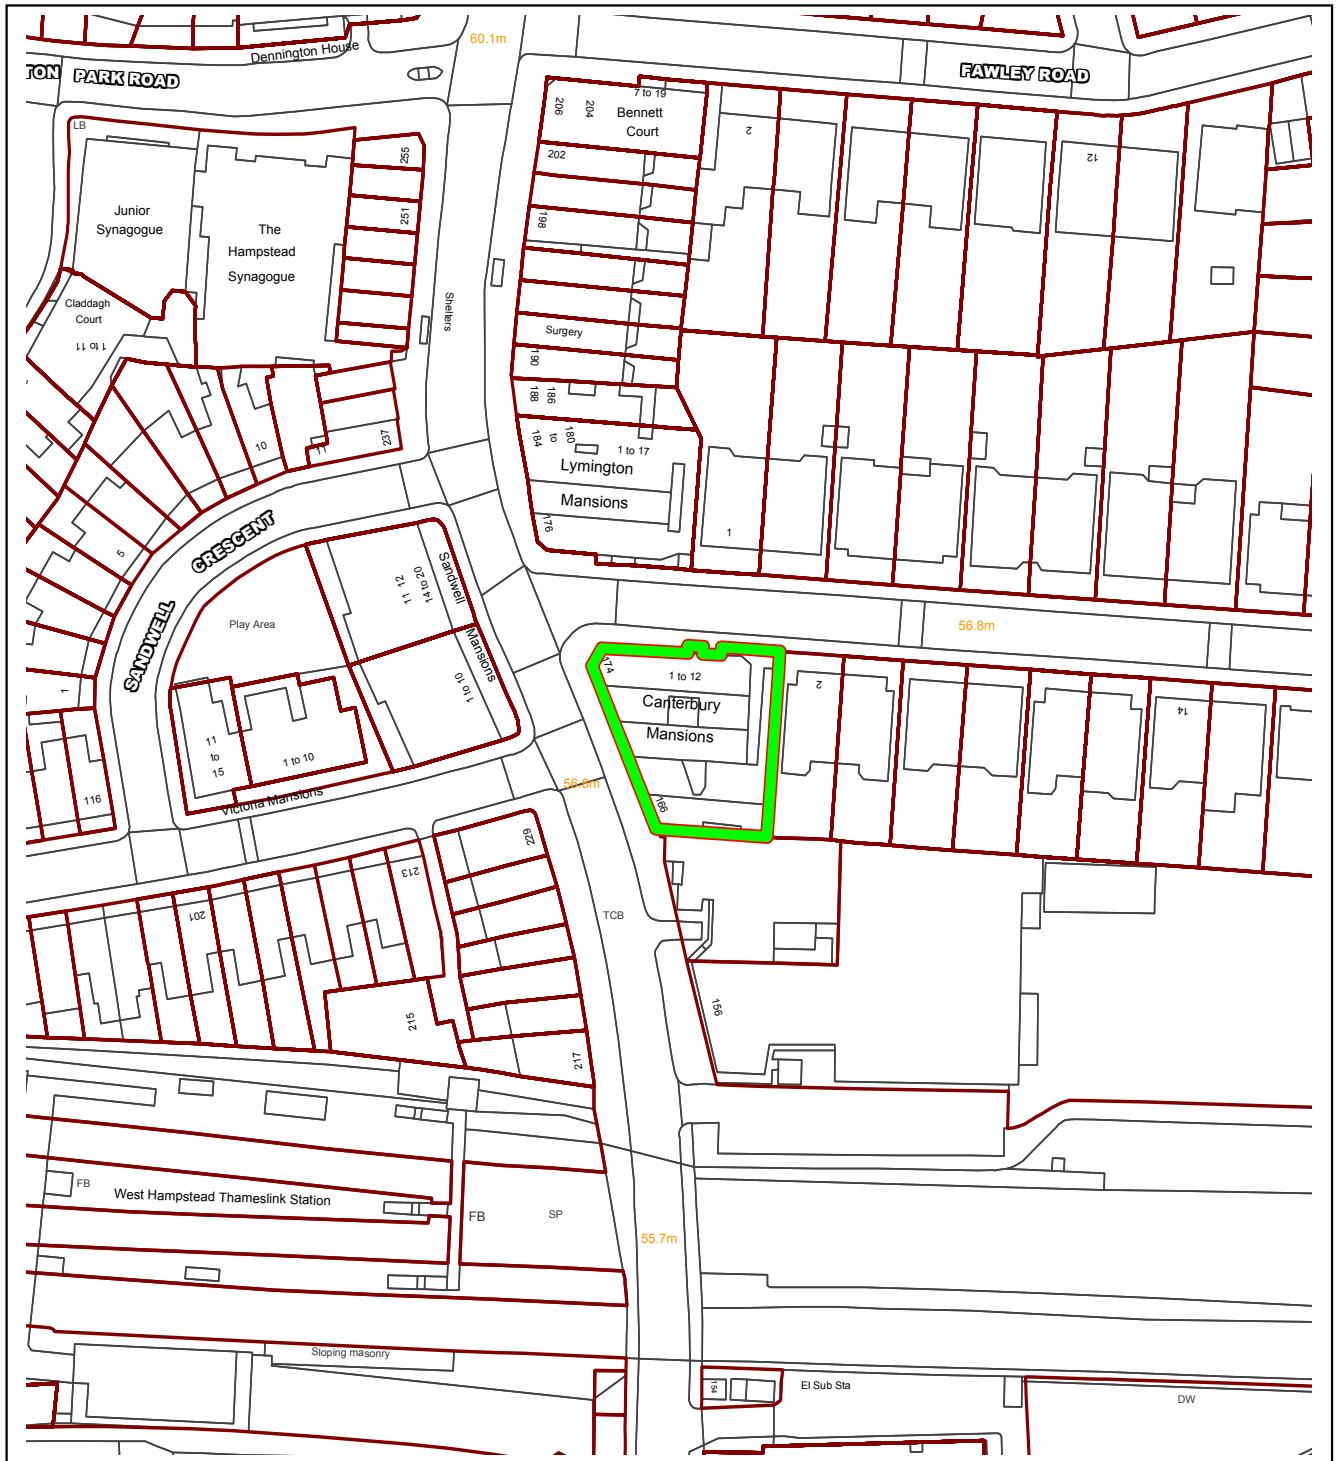 60.1m
Dennington House
TON PARK ROAD
FAWLEY ROAD
7 to 19
206
204
Bennett
Court
LB
2
12
255
202
Junior
Synagogue
251
198
The
Hampstead
Synagogue
Claddagh
Court
1 to 11
Shelters
Surgery
190
188
186
184
to
180
1 to 17
237
10
11
Lymington
Mansions
176
1
5
SANDWELL CRESCENT
11 12
14 to 20
Sandwell
Mansions
1 to 10
Play Area
56.8m
174
1 to 12
Canterbury
Mansions
2
14
1
11
to
15
1 to 10
56.8m
166
116
Victoria Mansions
229
213
201
TCB
156
215
217
FB
West Hampstead Thameslink Station
FB
SP
55.7m
Sloping masonry
154
El Sub Sta
DW